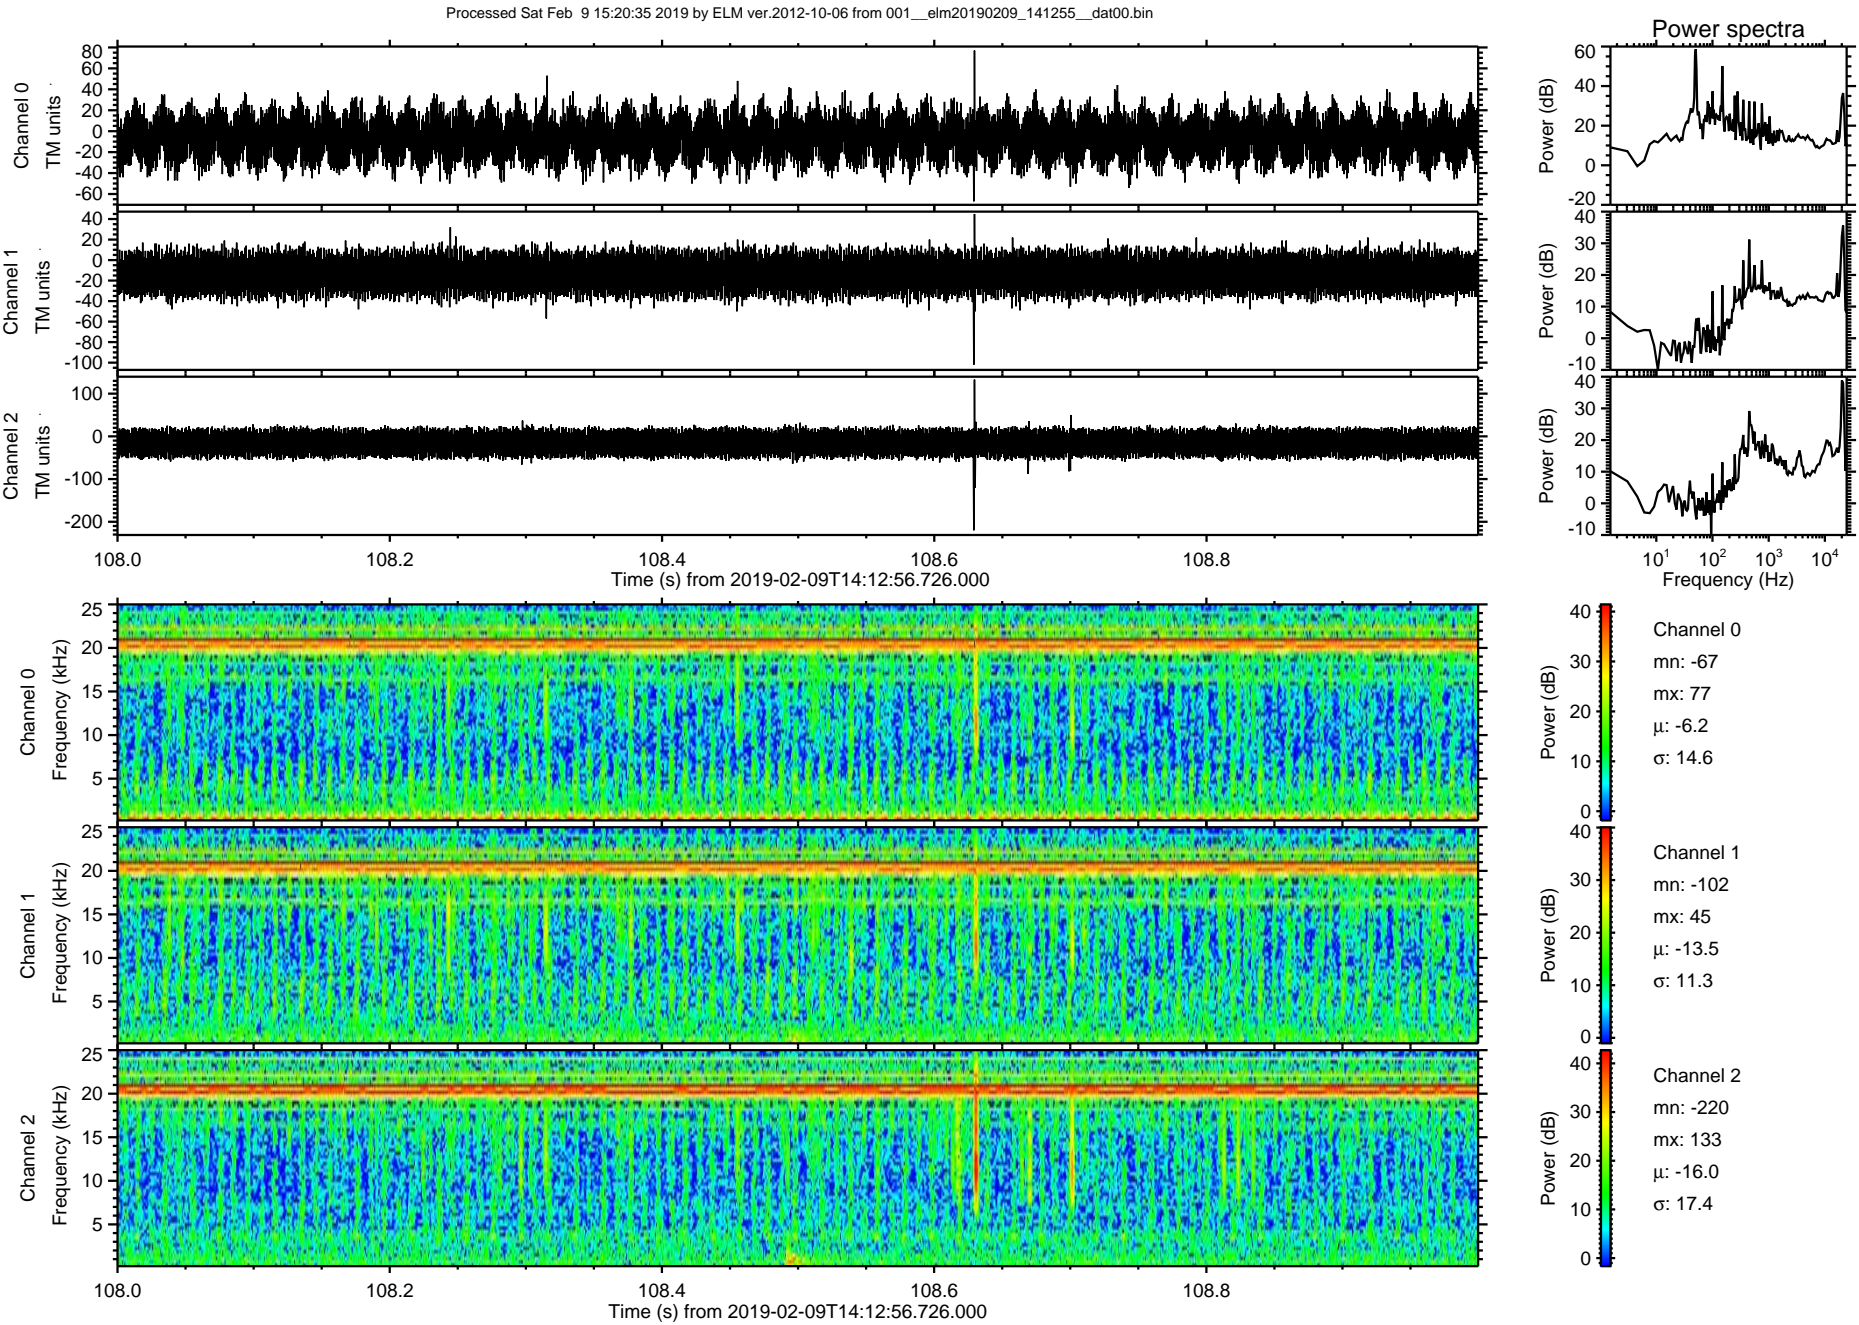 Processed Sat Feb 9 15:20:35 2019 by ELM ver.2012-10-06 from 001__elm20190209_141255__dat00.bin
Power spectra
Channel 0
TM units
80
60
40
20
0
-20
-40
-60
Power (dB)
60
40
20
0
-20
Channel 1
TM units
40
20
0
-20
-40
-60
-80
-100
Power (dB)
40
30
20
10
0
-10
Channel 2
TM units
100
0
-100
-200
Power (dB)
40
30
20
10
0
-10
108.0 108.2 108.4 108.6 108.8
Time (s) from 2019-02-09T14:12:56.726.000
10^1 10^2 10^3 10^4
Frequency (Hz)
Channel 0
Frequency (kHz)
25
20
15
10
5
Power (dB)
40
30
20
10
0
Channel 0
mn: -67
mx: 77
μ: -6.2
σ: 14.6
Channel 1
Frequency (kHz)
25
20
15
10
5
Power (dB)
40
30
20
10
0
Channel 1
mn: -102
mx: 45
μ: -13.5
σ: 11.3
Channel 2
Frequency (kHz)
25
20
15
10
5
Power (dB)
40
30
20
10
0
Channel 2
mn: -220
mx: 133
μ: -16.0
σ: 17.4
108.0 108.2 108.4 108.6 108.8
Time (s) from 2019-02-09T14:12:56.726.000